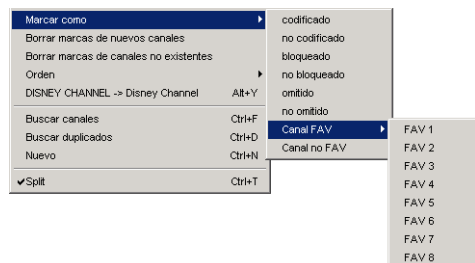 Marcar como
Borrar marcas de nuevos canales
Borrar marcas de canales no existentes
Orden
DISNEY CHANNEL -> Disney Channel Alt+Y
Buscar canales Ctrl+F
Buscar duplicados Ctrl+D
Nuevo Ctrl+N
Split Ctrl+T
codificado
no codificado
bloqueado
no bloqueado
omitido
no omitido
Canal FAV
Canal no FAV
FAV 1
FAV 2
FAV 3
FAV 4
FAV 5
FAV 6
FAV 7
FAV 8